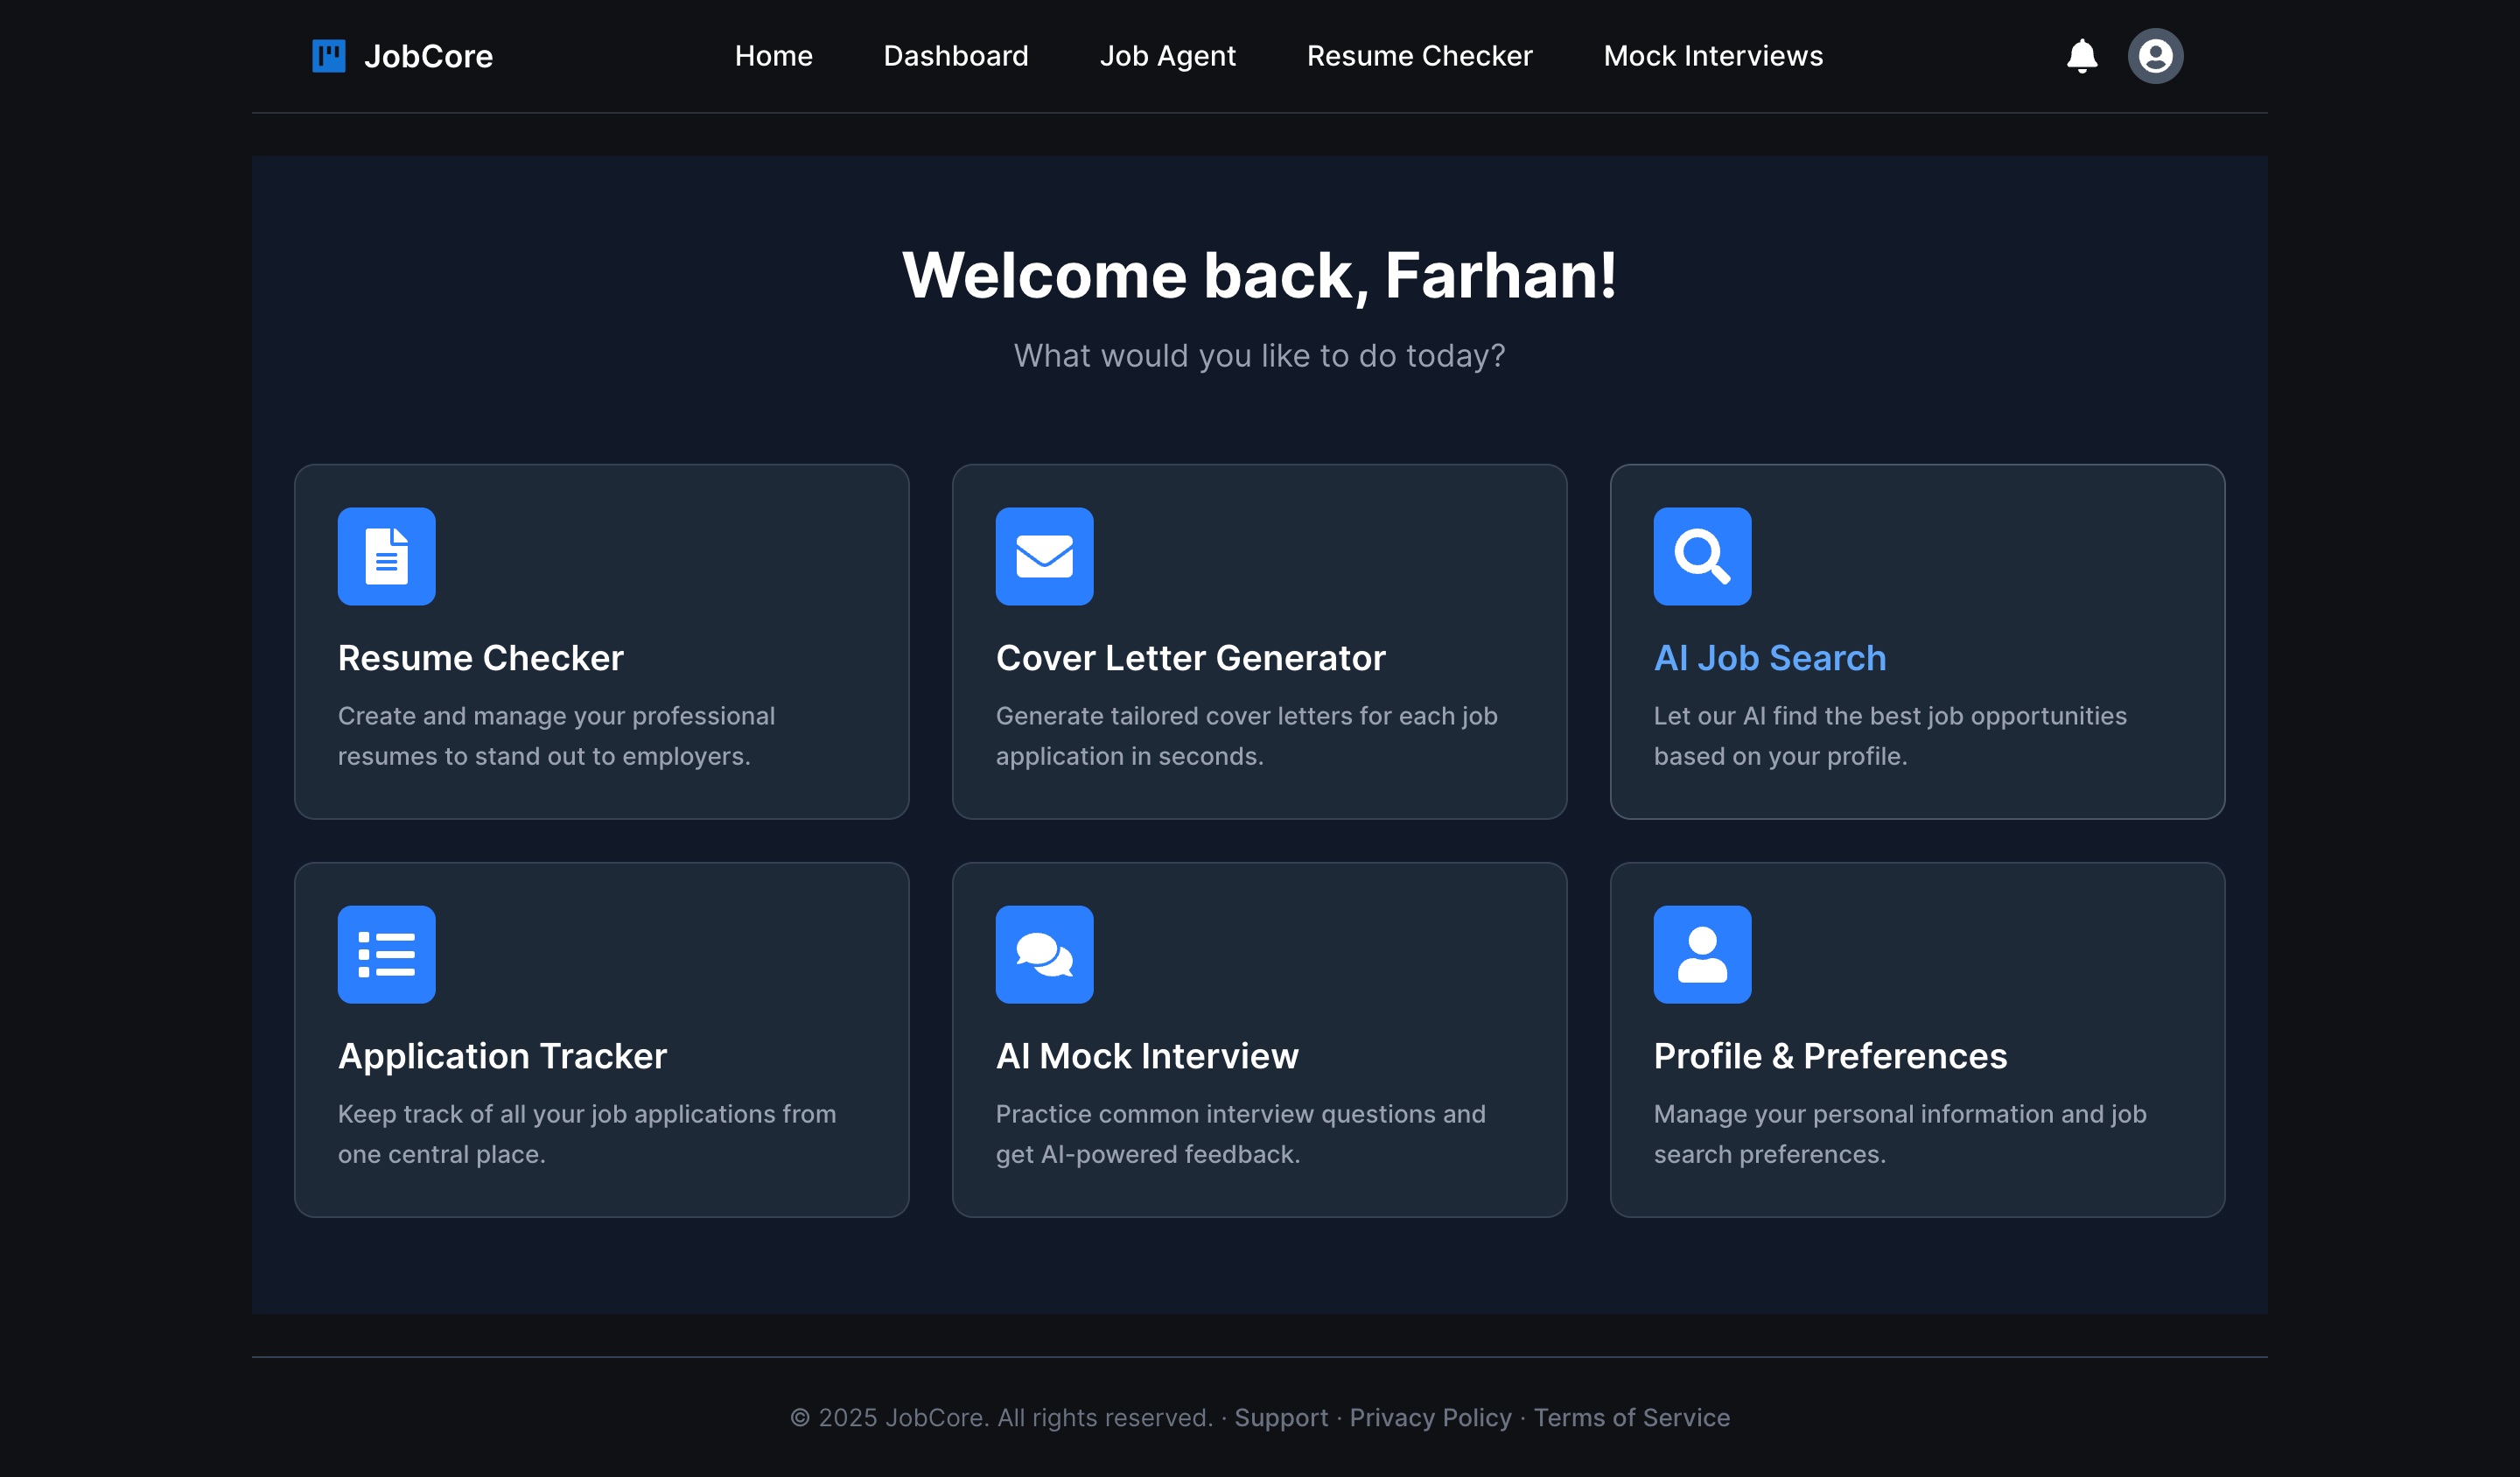 JobCore
Home
Dashboard
Job Agent
Resume Checker
Mock Interviews
Welcome back, Farhan!
What would you like to do today?
Resume Checker
Create and manage your professional
resumes to stand out to employers.
Cover Letter Generator
Generate tailored cover letters for each job
application in seconds.
AI Job Search
Let our AI find the best job opportunities
based on your profile.
Application Tracker
Keep track of all your job applications from
one central place.
AI Mock Interview
Practice common interview questions and
get AI-powered feedback.
Profile & Preferences
Manage your personal information and job
search preferences.
© 2025 JobCore. All rights reserved. · Support · Privacy Policy · Terms of Service